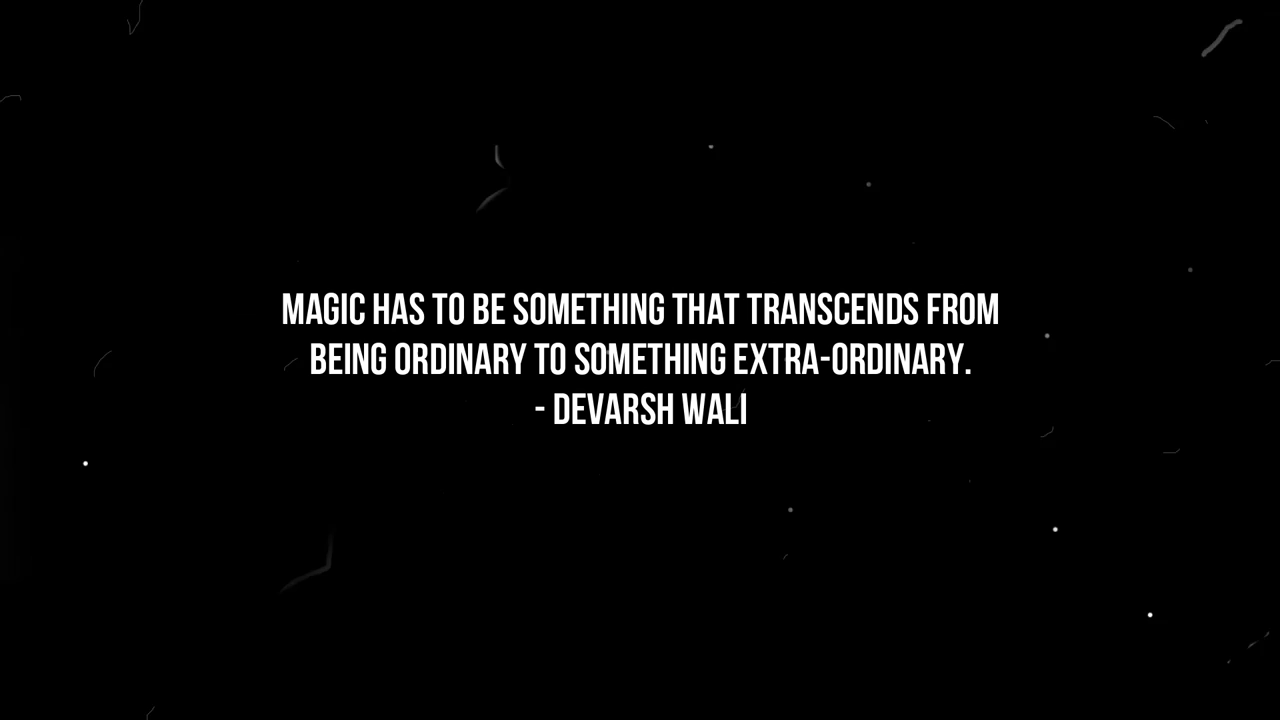 MAGIC HAS TO BE SOMETHING THAT TRANSCENDS FROM
BEING ORDINARY TO SOMETHING EXTRA-ORDINARY.
- DEVARSH WALI